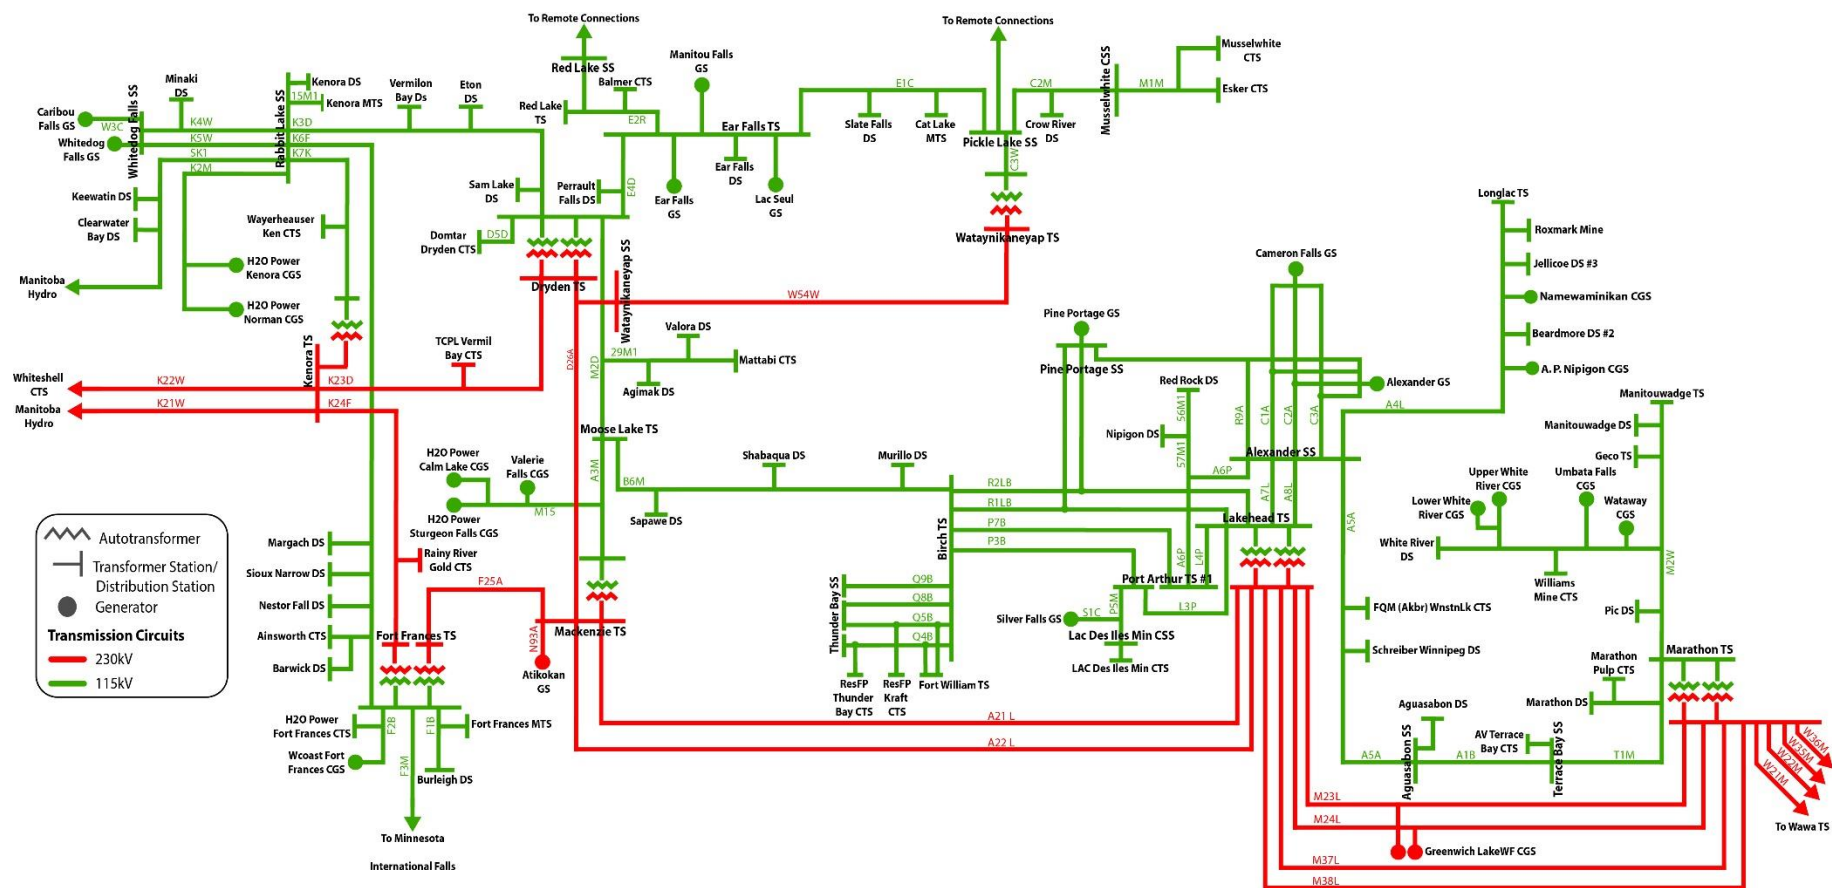 To Remote Connections
To Remote Connections
Red Lake SS
Manitou Falls
GS
Balmer CTS
Red Lake
TS
E2R
Musselwhite
CTS
Musselwhite CSS
M1M
Esker CTS
Minaki
DS
Kenora DS
15M1
Kenora MTS
Vermilon
Bay Ds
Eton
DS
Caribou
Falls GS
W3C
Whitedog Falls SS
Whitedog
Falls GS
K4W
K5W
SK1
K2M
Rabbit Lake SS
K3D
K6F
K7K
E1C
C2M
Ear Falls TS
Slate Falls
DS
Cat Lake
MTS
Pickle Lake SS
Crow River
DS
C3W
Ear Falls
DS
Ear Falls
GS
Lac Seul
GS
Sam Lake
DS
Perrault
Falls DS
E4D
Keewatin DS
Clearwater
Bay DS
Wayerheauser
Ken CTS
Domtar
Dryden CTS
D5D
Wataynikaneyap TS
Longlac TS
Roxmark Mine
Jellicoe DS #3
Namewaminikan CGS
Beardmore DS #2
A. P. Nipigon CGS
A4L
Cameron Falls GS
H2O Power
Kenora CGS
H2O Power
Norman CGS
Manitoba
Hydro
Dryden TS
Wataynikaneyap SS
W54W
D26A
M2D
29M1
Valora DS
Mattabi CTS
Agimak DS
Pine Portage GS
Pine Portage SS
Alexander GS
Red Rock DS
56M1
Nipigon DS
57M1
R9A
C1A
C2A
C3A
Alexander SS
A6P
A7L
A8L
Kenora TS
TCPL Vermil
Bay CTS
Whiteshell
CTS
K22W
K23D
Manitoba
Hydro
K21W
K24F
Moose Lake TS
A3M
B6M
Shabaqua DS
Murillo DS
Sapawe DS
H2O Power
Calm Lake CGS
Valerie
Falls CGS
H2O Power
Sturgeon Falls CGS
M15
R2LB
R1LB
P7B
P3B
Birch TS
Lakehead TS
A6P
L4P
Port Arthur TS #1
P5M
L3P
Silver Falls GS
S1C
Lac Des Iles Min CSS
LAC Des Iles Min CTS
Manitouwadge TS
Manitouwadge DS
Geco TS
Upper White
River CGS
Umbata Falls
CGS
Lower White
River CGS
Wataway
CGS
White River
DS
Williams
Mine CTS
M2W
A5A
FQM (Akbr) WnstnLk CTS
Schreiber Winnipeg DS
Pic DS
Marathon TS
Marathon
Pulp CTS
Marathon DS
Autotransformer
Transformer Station/
Distribution Station
Generator
Transmission Circuits
230kV
115kV
Margach DS
Sioux Narrow DS
Nestor Fall DS
Ainsworth CTS
Barwick DS
Rainy River
Gold CTS
F25A
Fort Frances TS
Mackenzie TS
N93A
Atikokan
GS
Thunder Bay SS
Q9B
Q8B
Q5B
Q4B
ResFP
Thunder
Bay CTS
ResFP
Kraft
CTS
Fort William TS
A21 L
A22 L
H2O Power
Fort Frances CTS
F2B
F1B
Fort Frances MTS
Wcoast Fort
Frances CGS
F3M
Burleigh DS
To Minnesota
International Falls
Aguasabon DS
Aguasabon SS
AV Terrace
Bay CTS
Terrace Bay SS
A5A
A1B
T1M
W36M
W35M
W22M
W21M
To Wawa TS
M23L
M24L
Greenwich LakeWF CGS
M37L
M38L